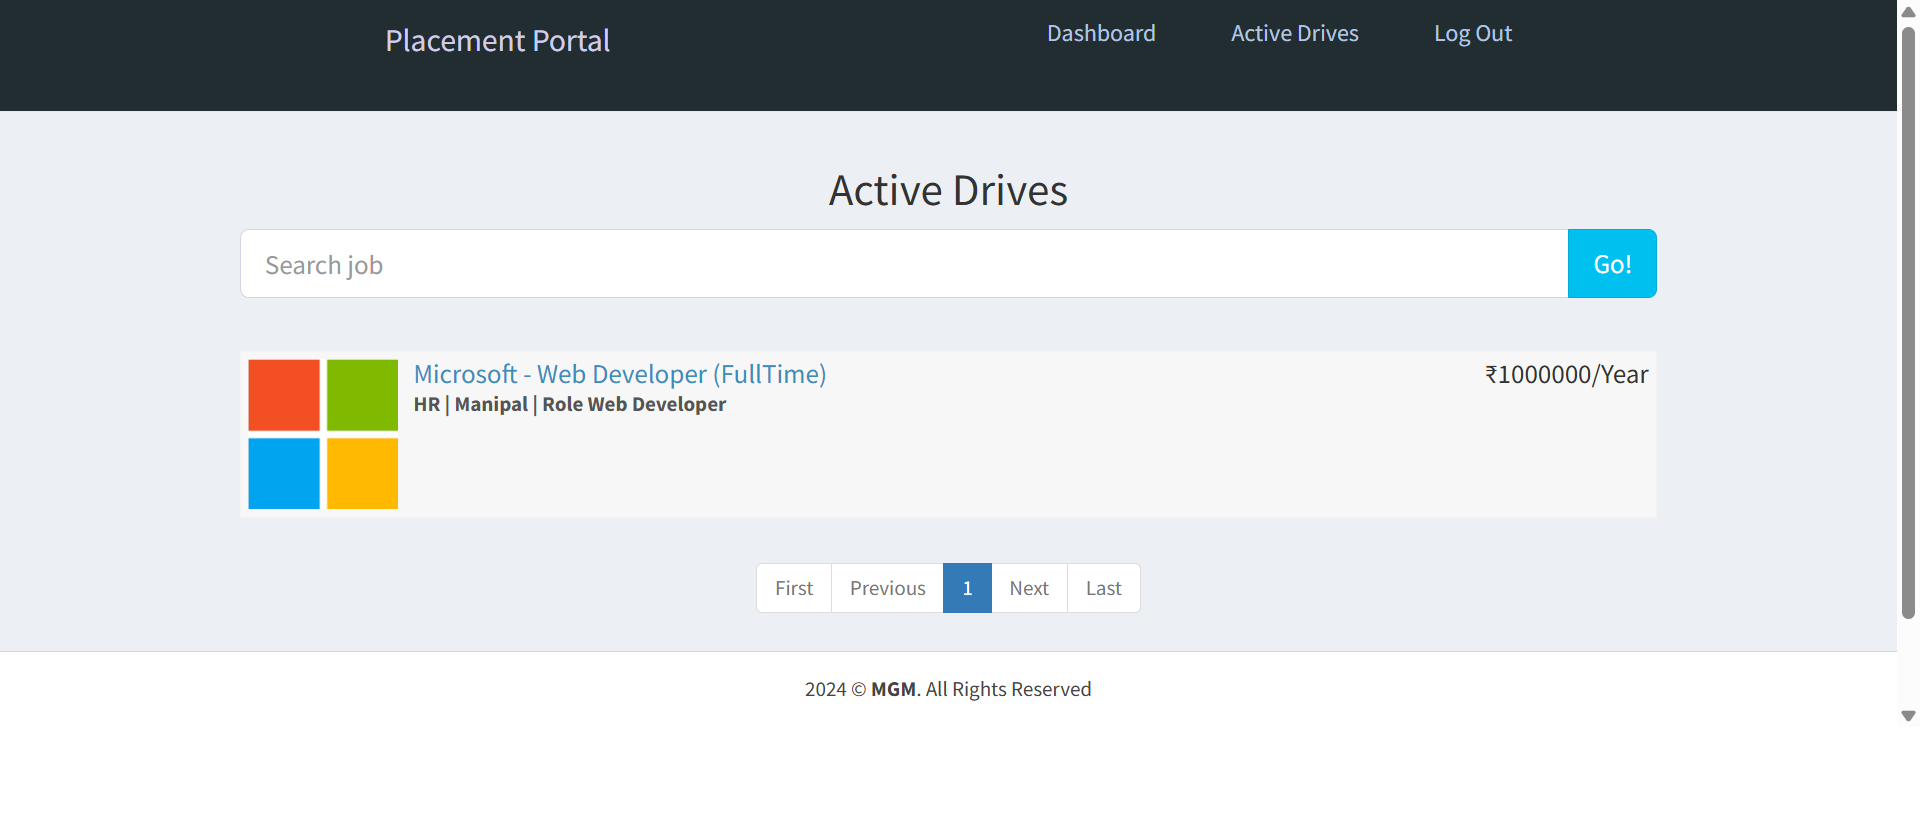 Placement Portal
Dashboard
Active Drives
Log Out
Active Drives
Search job
Go!
Microsoft - Web Developer (FullTime)
₹1000000/Year
HR | Manipal | Role Web Developer
First
Previous
1
Next
Last
2024 © MGM. All Rights Reserved